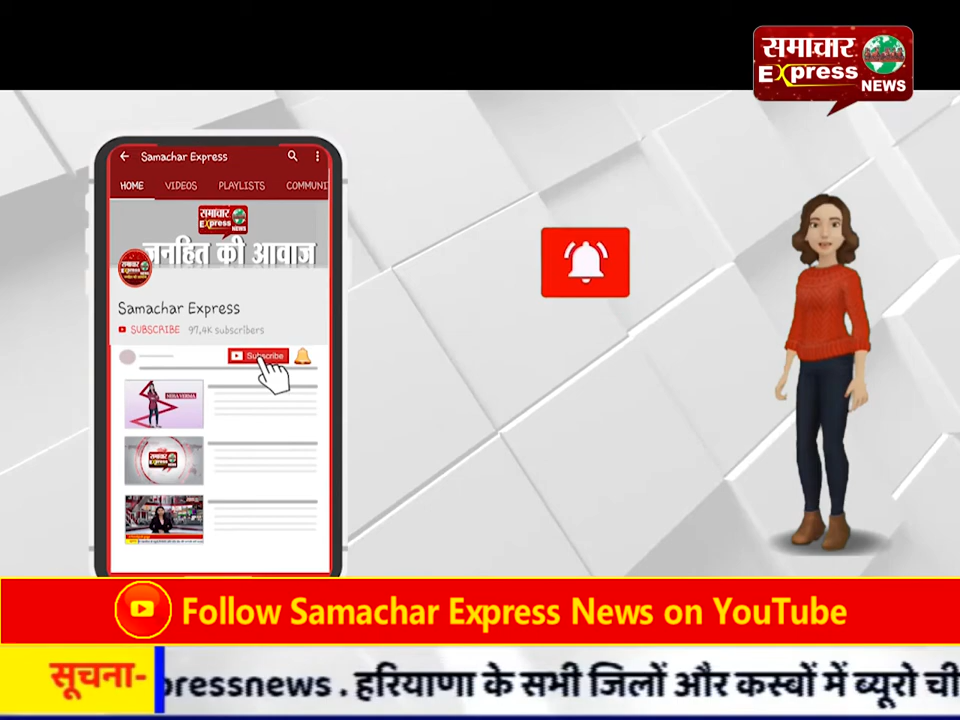 समाचार
Express
NEWS
Samachar Express
HOME VIDEOS PLAYLISTS COMMUNI
समाचार
Express
NEWS
जनहित की आवाज
Samachar Express
SUBSCRIBE 97.4K subscribers
Subscribe
Follow Samachar Express News on YouTube
सूचना- pressnews . हरियाणा के सभी जिलों और कस्बों में ब्यूरो ची